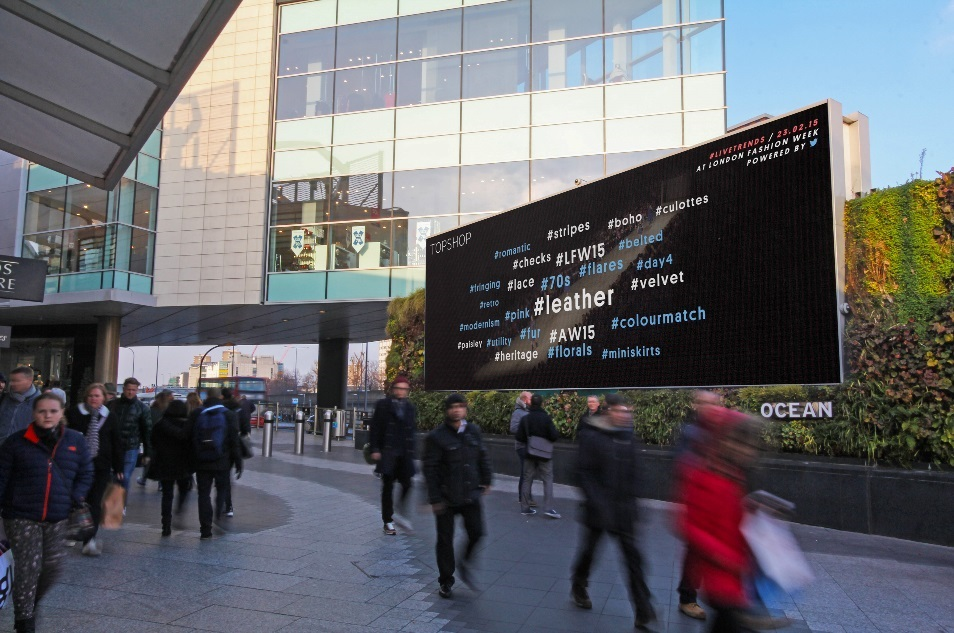 #LIVETRENDS / 23.02.15
AT LONDON FASHION WEEK
POWERED BY
TOPSHOP
#stripes #boho #culottes
#romantic
#checks #LFW15 #belted
#fringing #lace #70s #flares #day4
#retro #leather #velvet
#modernism #pink
#paisley #utility #fur #AW15 #colourmatch
#heritage #florals #miniskirts
OCEAN